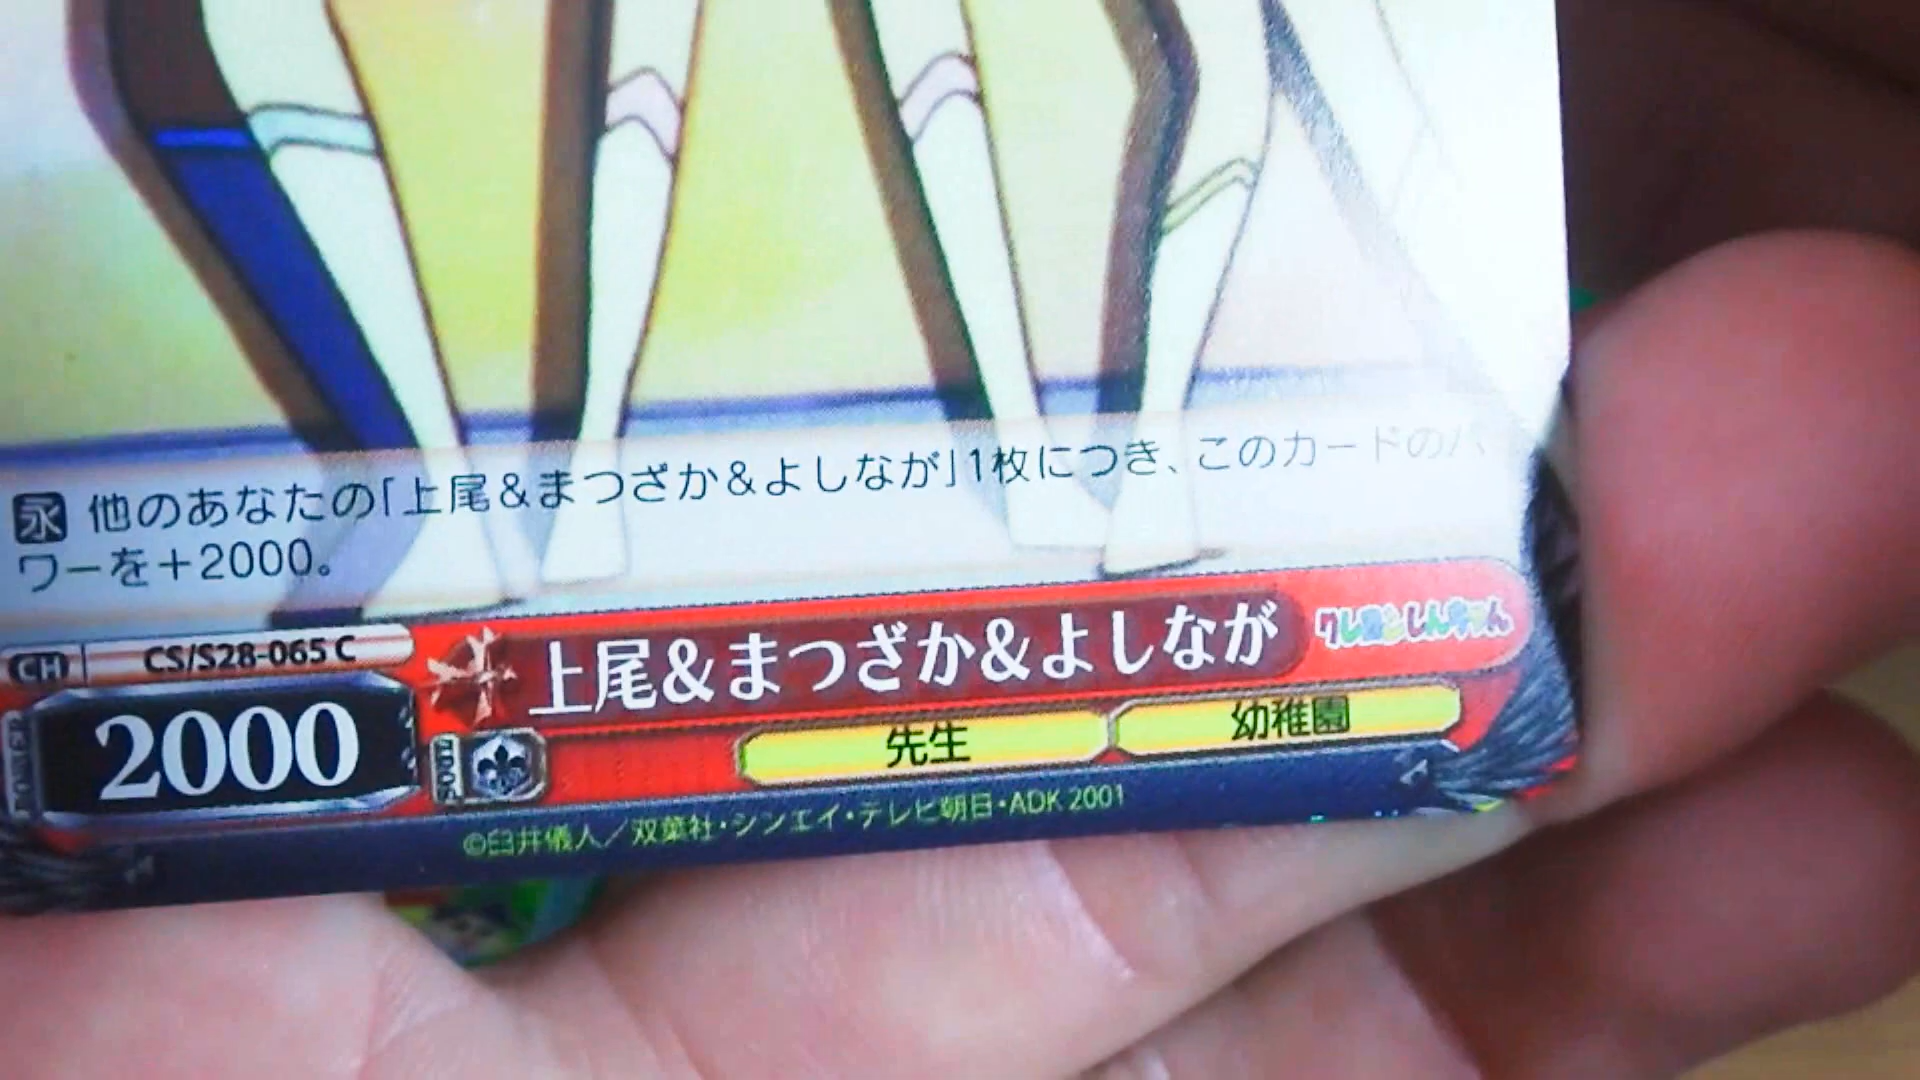 永 他のあなたの「上尾&まつざか&よしなが」1枚につき、このカードのパ
ワーを+2000。
CH CS/S28-065 C
上尾&まつざか&よしなが
クレヨンしんちゃん
2000
SOUL
先生
幼稚園
©臼井儀人／双葉社・シンエイ・テレビ朝日・ADK 2001